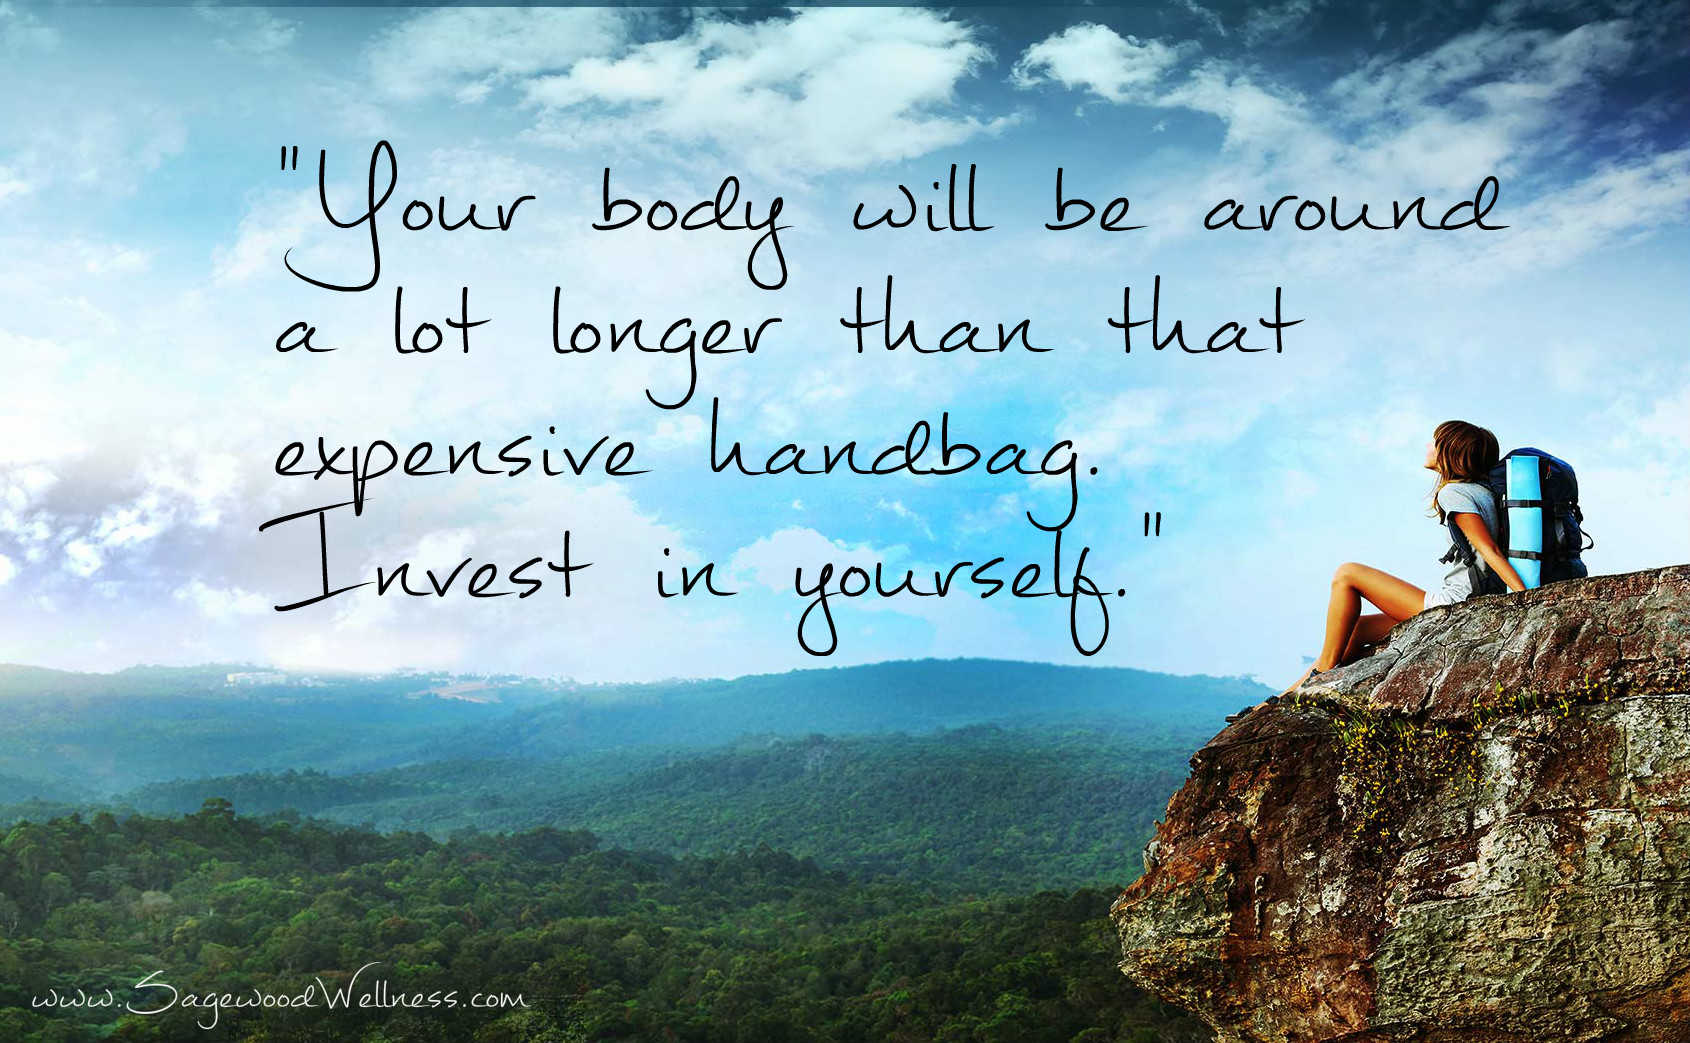 "Your body will be around
a lot longer than that
expensive handbag.
Invest in yourself."
www.SagewoodWellness.com